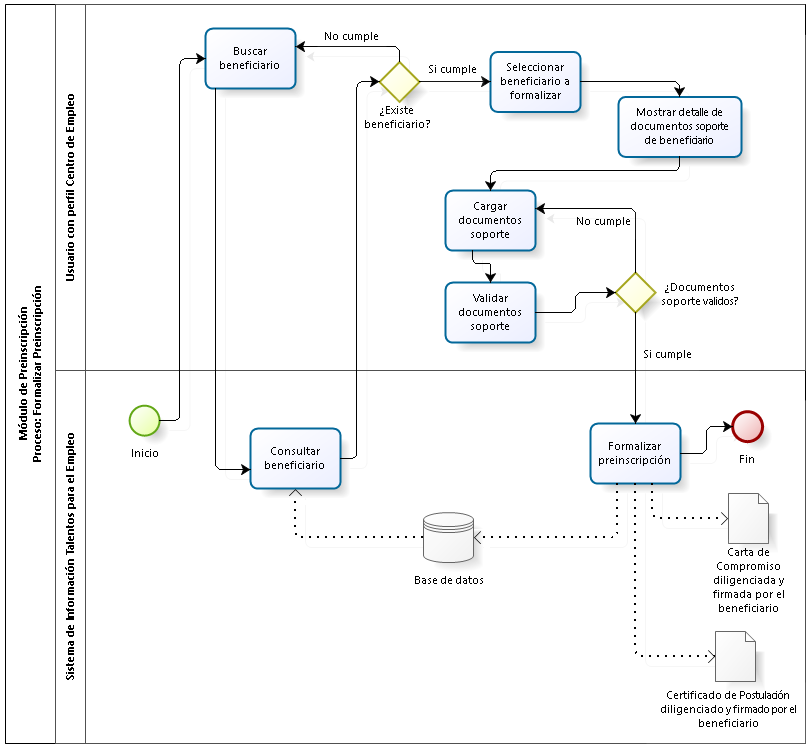 Módulo de Preinscripción
Proceso: Formalizar Preinscripción
Usuario con perfil Centro de Empleo
Buscar
beneficiario
No cumple
¿Existe
beneficiario?
Si cumple
Seleccionar
beneficiario a
formalizar
Mostrar detalle de
documentos soporte
de beneficiario
Cargar
documentos
soporte
No cumple
Validar
documentos
soporte
¿Documentos
soporte validos?
Si cumple
Sistema de Información Talentos para el Empleo
Inicio
Consultar
beneficiario
Formalizar
preinscripción
Fin
Base de datos
Carta de
Compromiso
diligenciada y
firmada por el
beneficiario
Certificado de Postulación
diligenciado y firmado por el
beneficiario